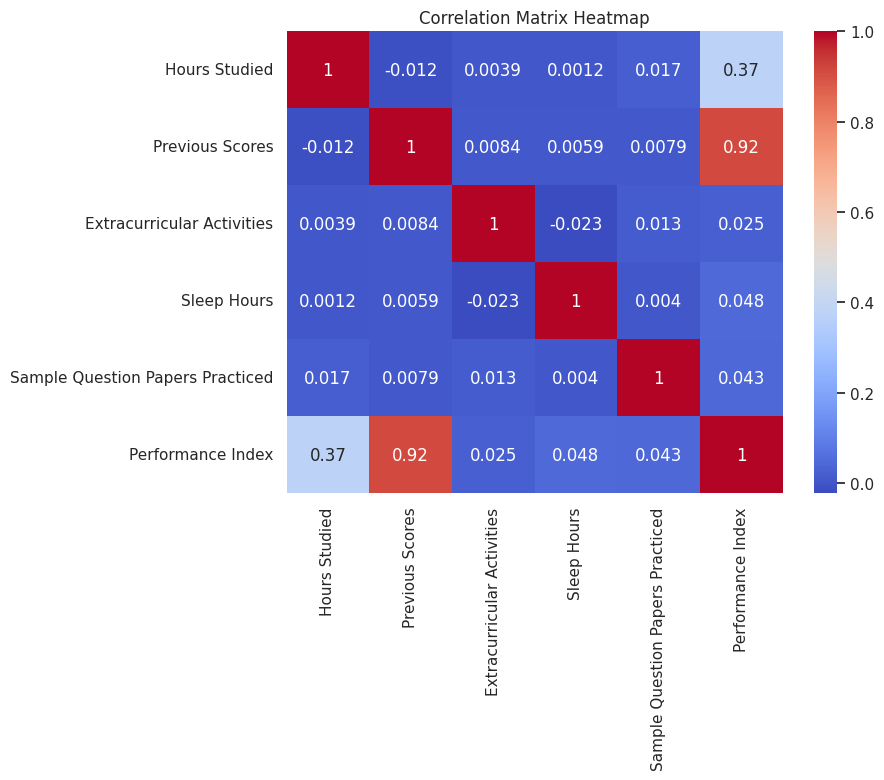 Correlation Matrix Heatmap
Hours Studied 1 -0.012 0.0039 0.0012 0.017 0.37
Previous Scores -0.012 1 0.0084 0.0059 0.0079 0.92
Extracurricular Activities 0.0039 0.0084 1 -0.023 0.013 0.025
Sleep Hours 0.0012 0.0059 -0.023 1 0.004 0.048
Sample Question Papers Practiced 0.017 0.0079 0.013 0.004 1 0.043
Performance Index 0.37 0.92 0.025 0.048 0.043 1
Hours Studied
Previous Scores
Extracurricular Activities
Sleep Hours
Sample Question Papers Practiced
Performance Index
1.0
0.8
0.6
0.4
0.2
0.0